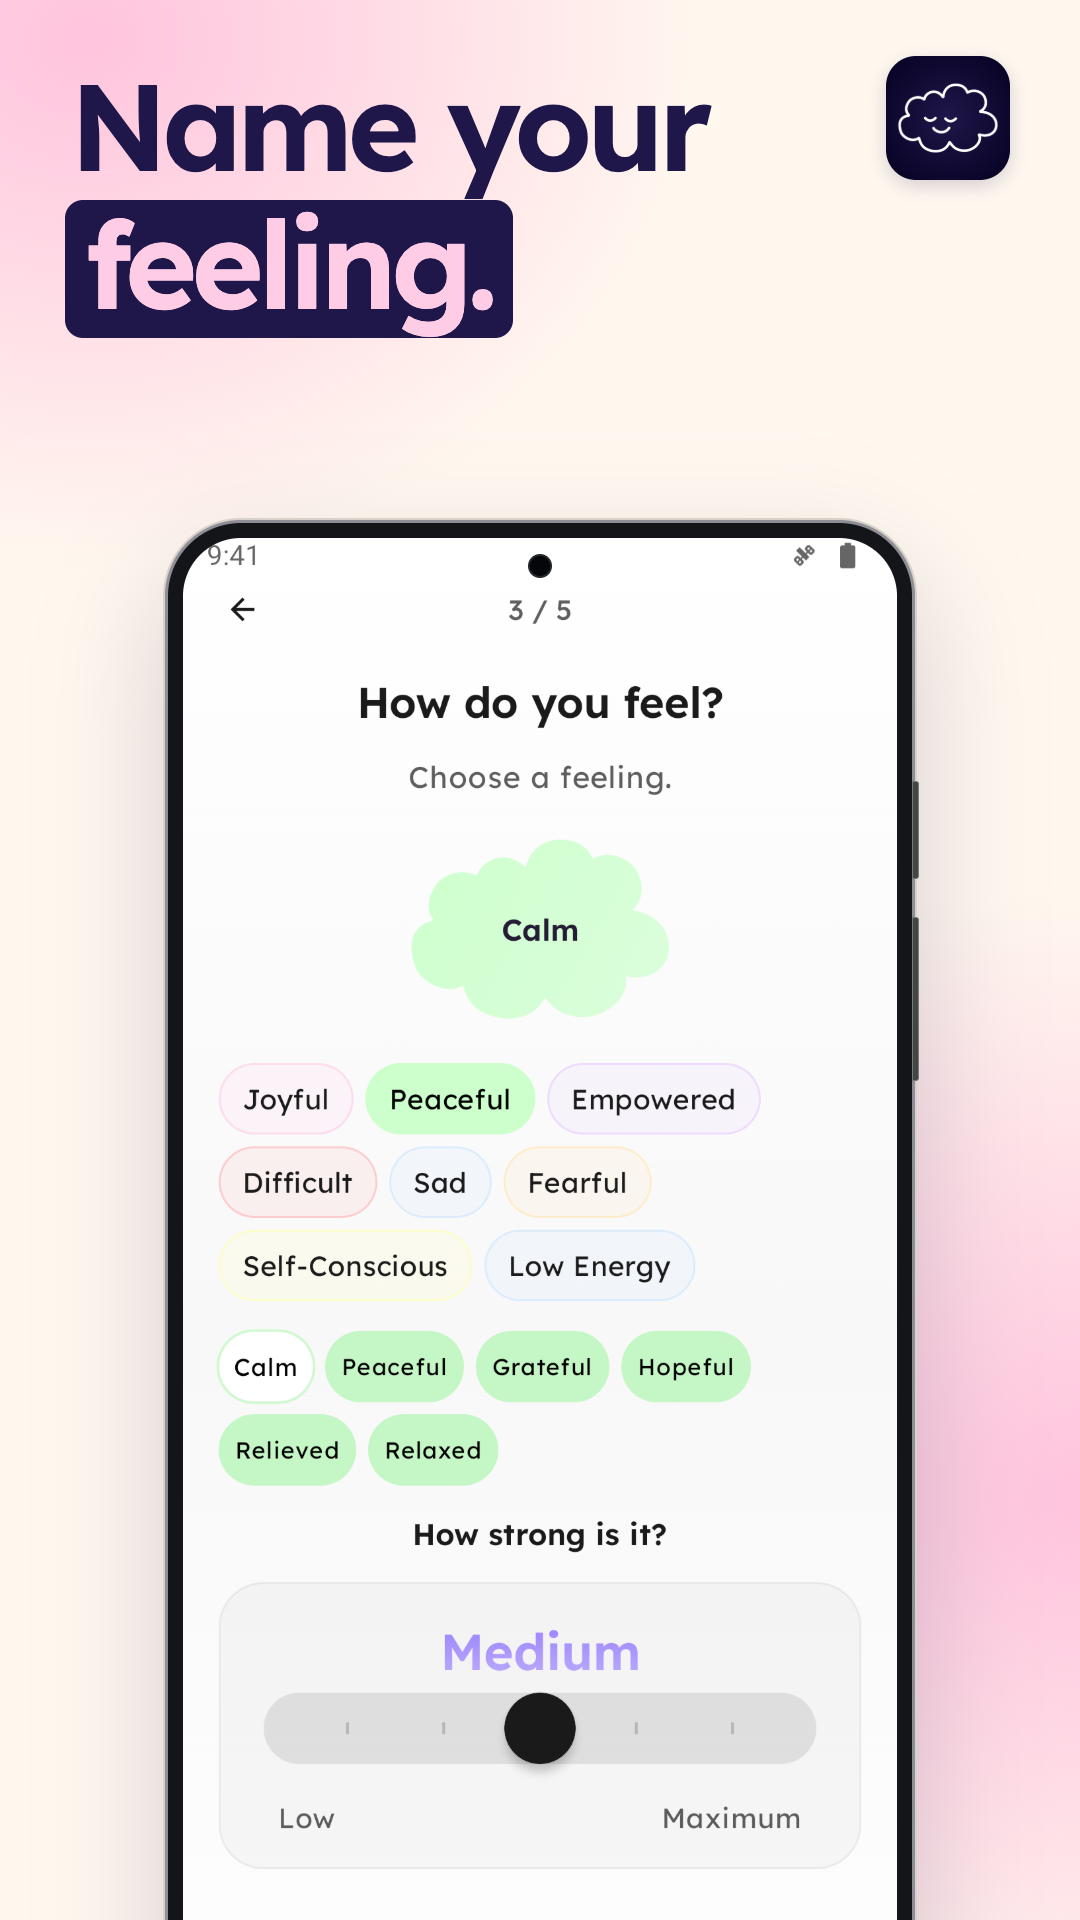 Name your
feeling.
9:41
3 / 5
How do you feel?
Choose a feeling.
Calm
Joyful Peaceful Empowered
Difficult Sad Fearful
Self-Conscious Low Energy
Calm Peaceful Grateful Hopeful
Relieved Relaxed
How strong is it?
Medium
Low Maximum